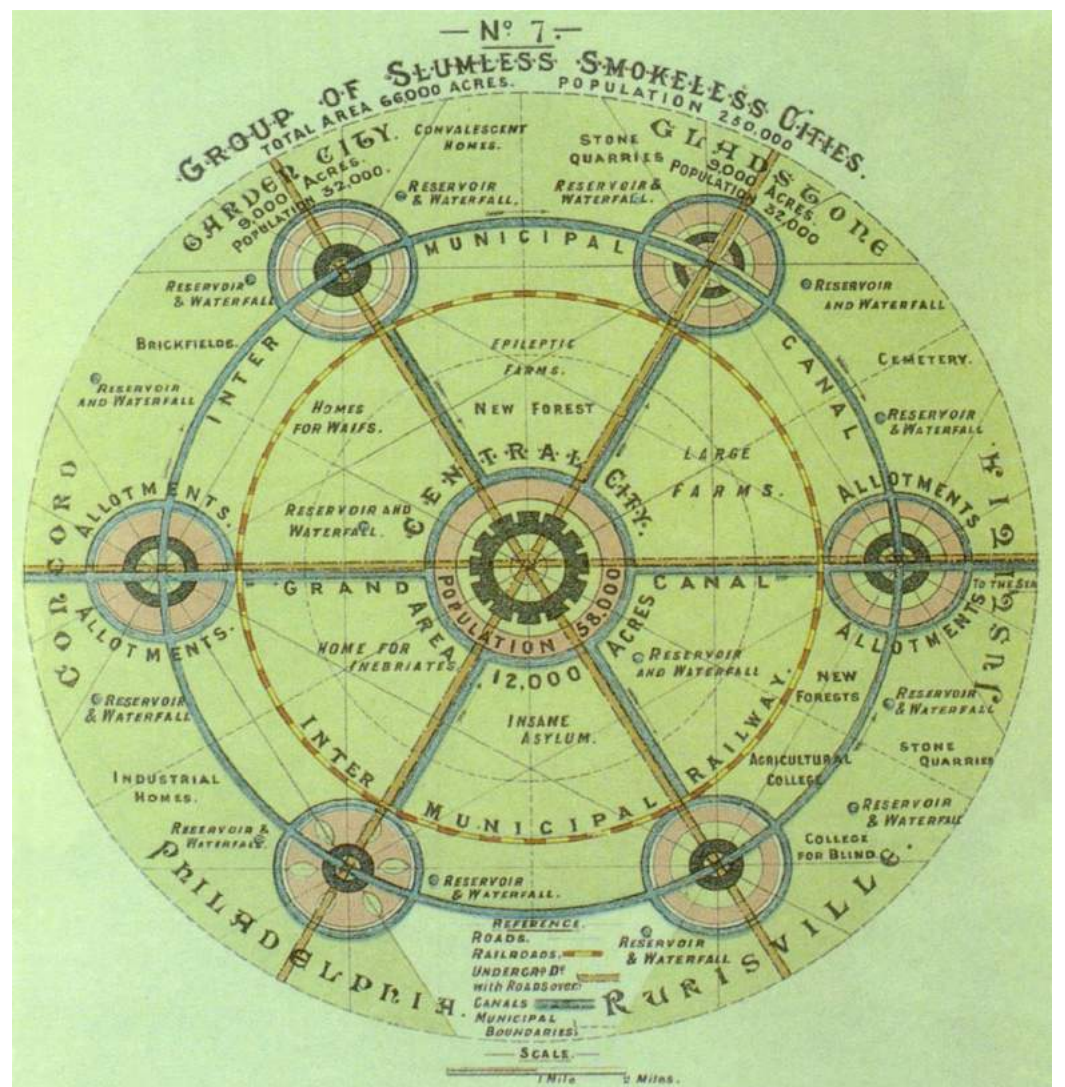 — Nº 7. —
GROUP OF SLUMLESS SMOKELESS CITIES.
TOTAL AREA 66,000 ACRES. POPULATION 250,000
GARDEN CITY.
9,000 ACRES.
POPULATION 32,000.
CONVALESCENT
HOMES.
STONE
QUARRIES
GLADSTONE
9,000 ACRES.
POPULATION
32,000
RESERVOIR
& WATERFALL.
RESERVOIR &
WATERFALL.
INTER MUNICIPAL CANAL
RESERVOIR
& WATERFALL
RESERVOIR
AND WATERFALL
BRICKFIELDS.
EPILEPTIC
FARMS.
CEMETERY.
RESERVOIR
AND WATERFALL
HOMES
FOR WAIFS.
NEW FOREST
RESERVOIR
& WATERFALL
LARGE
FARMS.
CENTRAL CITY.
CONCORD
ALLOTMENTS.
ALLOTMENTS
RESERVOIR AND
WATERFALL.
GRAND CANAL
TO THE SEA
POPULATION 58,000
AREA 12,000 ACRES
ALLOTMENTS.
ALLOTMENTS
HOME FOR
INEBRIATES
RESERVOIR
AND WATERFALL
JUSTITIA
NEW
FORESTS
RESERVOIR
& WATERFALL
RESERVOIR
& WATERFALL
INSANE
ASYLUM.
STONE
QUARRIES
INTER MUNICIPAL RAILWAY.
AGRICULTURAL
COLLEGE
INDUSTRIAL
HOMES.
RESERVOIR
& WATERFALL
RESERVOIR &
WATERFALL.
COLLEGE
FOR BLIND.
RESERVOIR
& WATERFALL.
PHILADELPHIA.
RURISVILLE.
REFERENCE.
ROADS.
RAILROADS.
UNDERGRD Dº
with ROADS over
CANALS
MUNICIPAL
BOUNDARIES.
RESERVOIR
& WATERFALL
— SCALE. —
1 Mile 2 Miles.